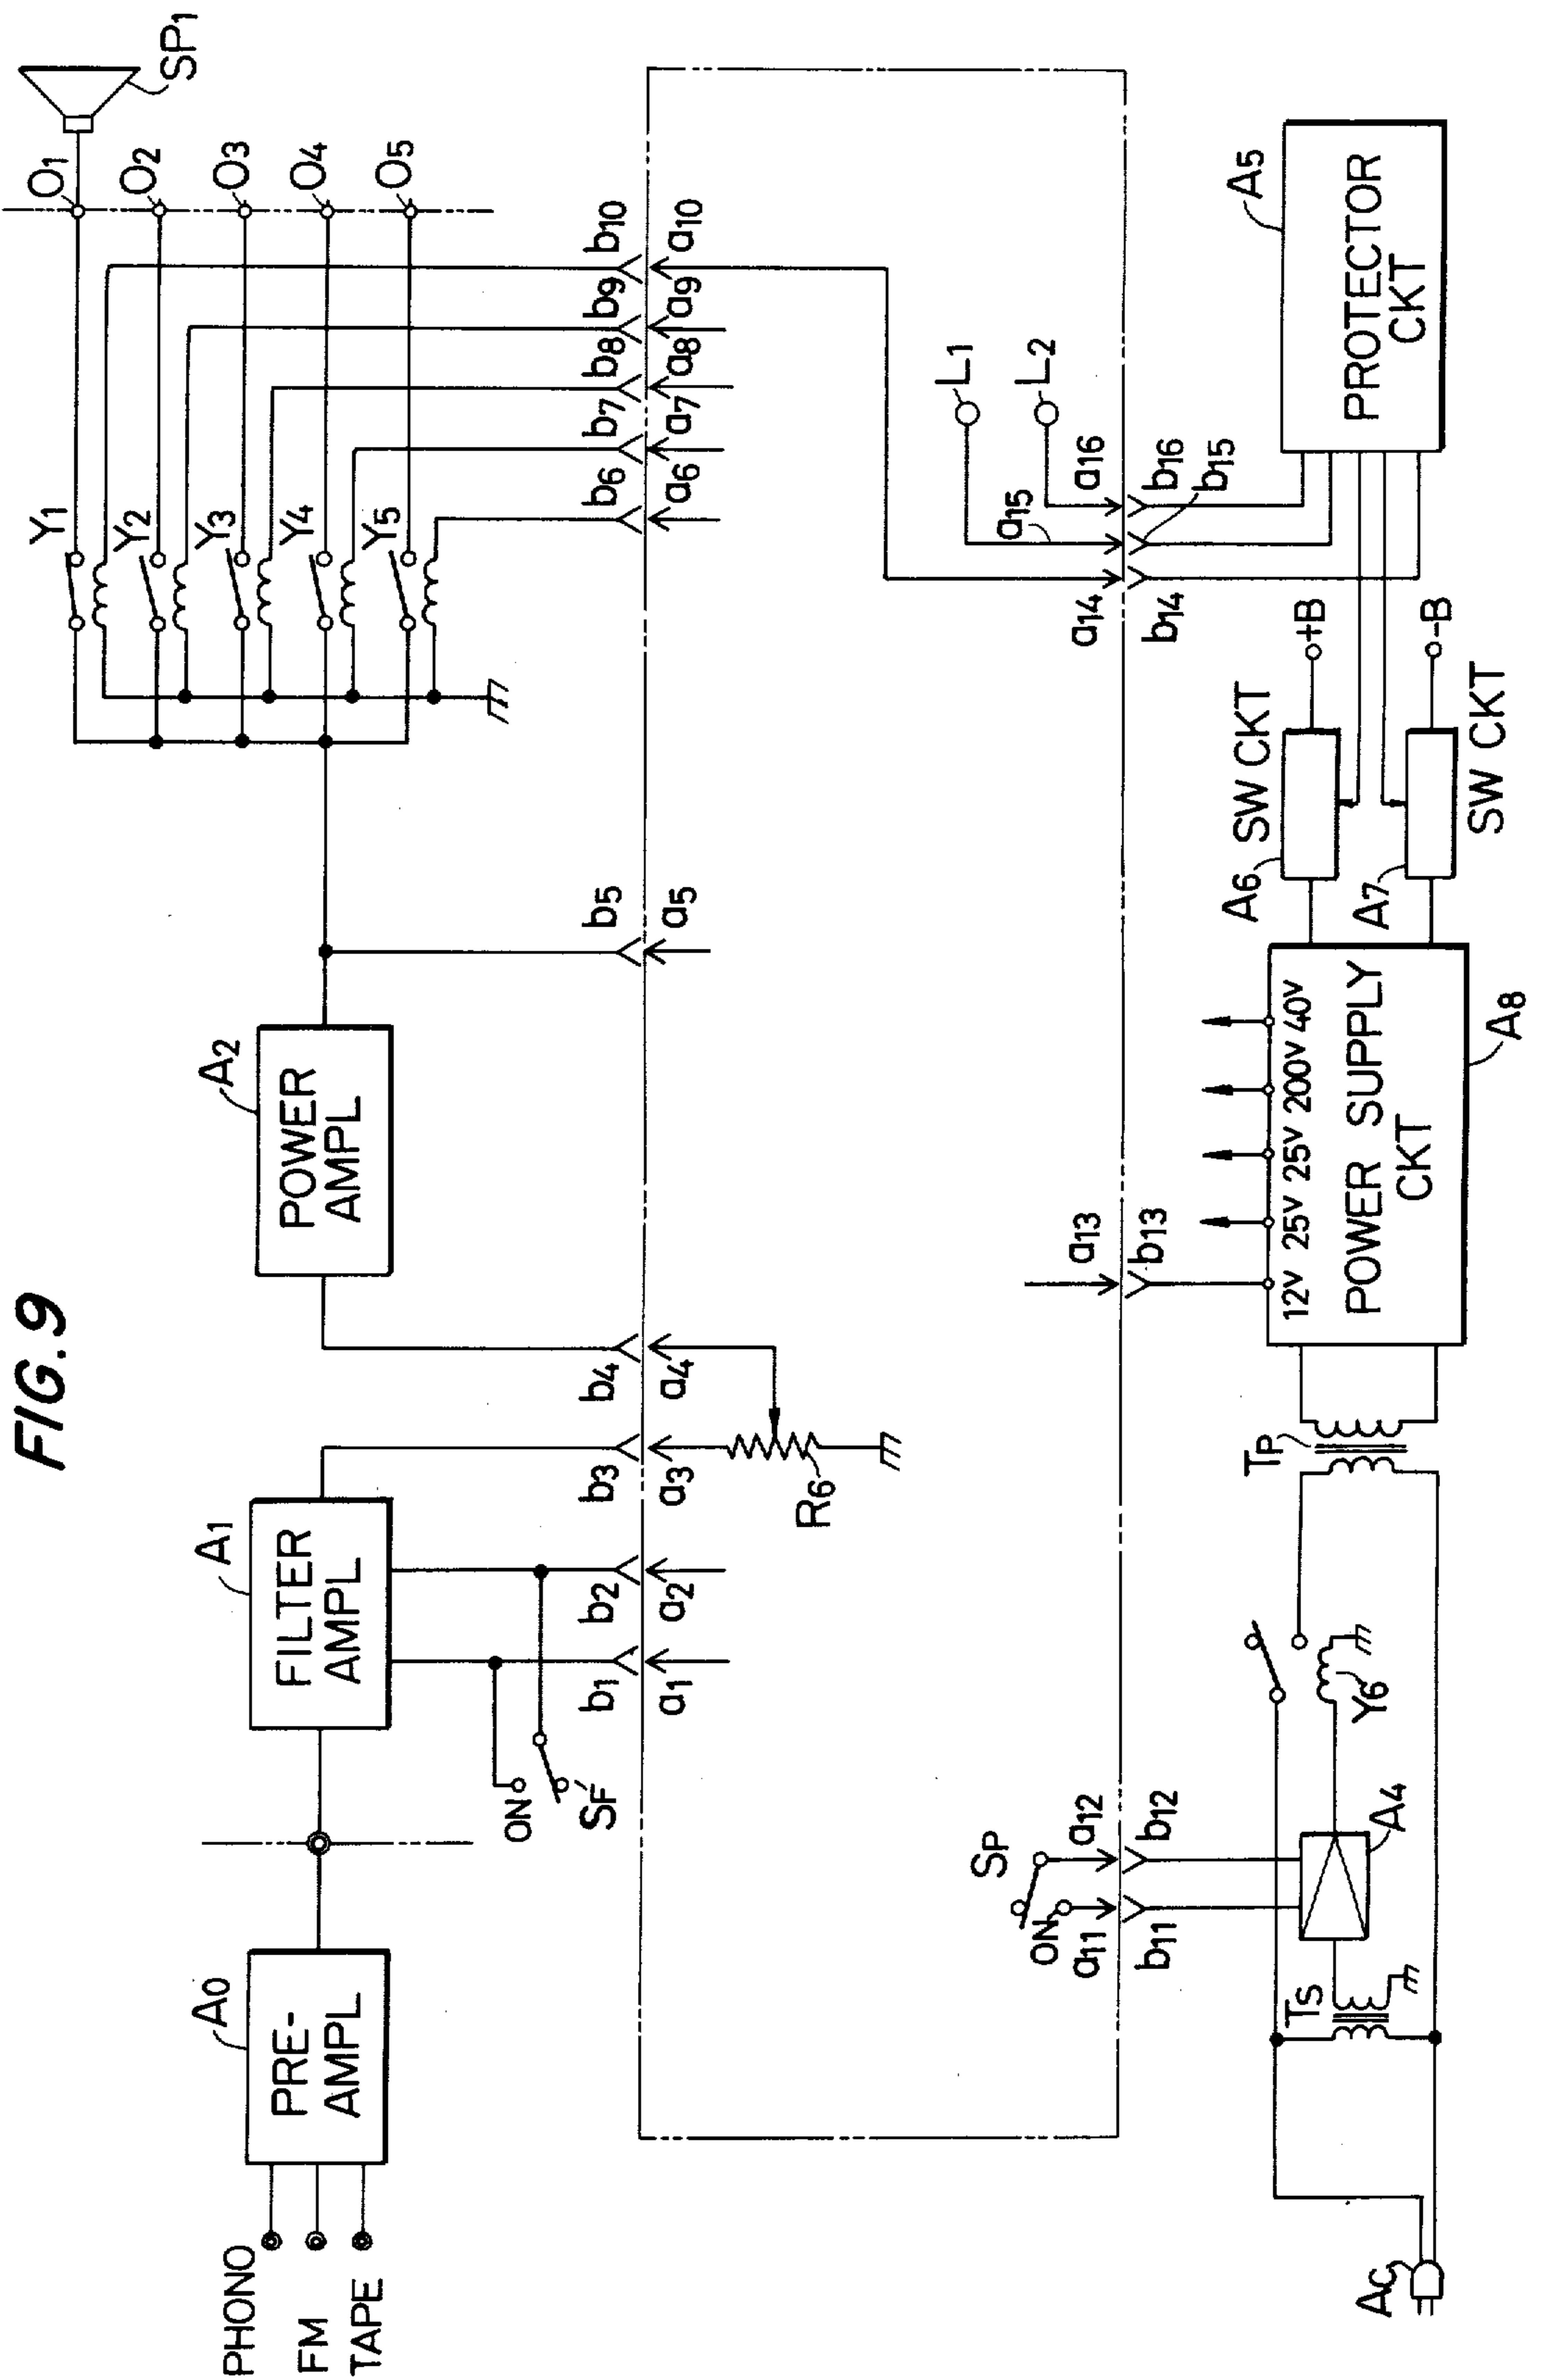 FIG. 9
PHONO
FM
TAPE
A0
PRE-
AMPL
A1
FILTER
AMPL
A2
POWER
AMPL
ON
SF
b1
b2
b3
b4
b5
b6
b7
b8
b9
b10
a1
a2
a3
a4
a5
a6
a7
a8
a9
a10
R6
Y1
Y2
Y3
Y4
Y5
O1
O2
O3
O4
O5
SP1
SP
ON
a11
a12
b11
b12
a13
b13
a14
a15
a16
b14
b15
b16
L1
L2
AC
TS
A4
Y6
TP
12V 25V 25V 200V 40V
POWER SUPPLY
CKT
A8
A6
SW CKT
+B
A7
SW CKT
-B
A5
PROTECTOR
CKT